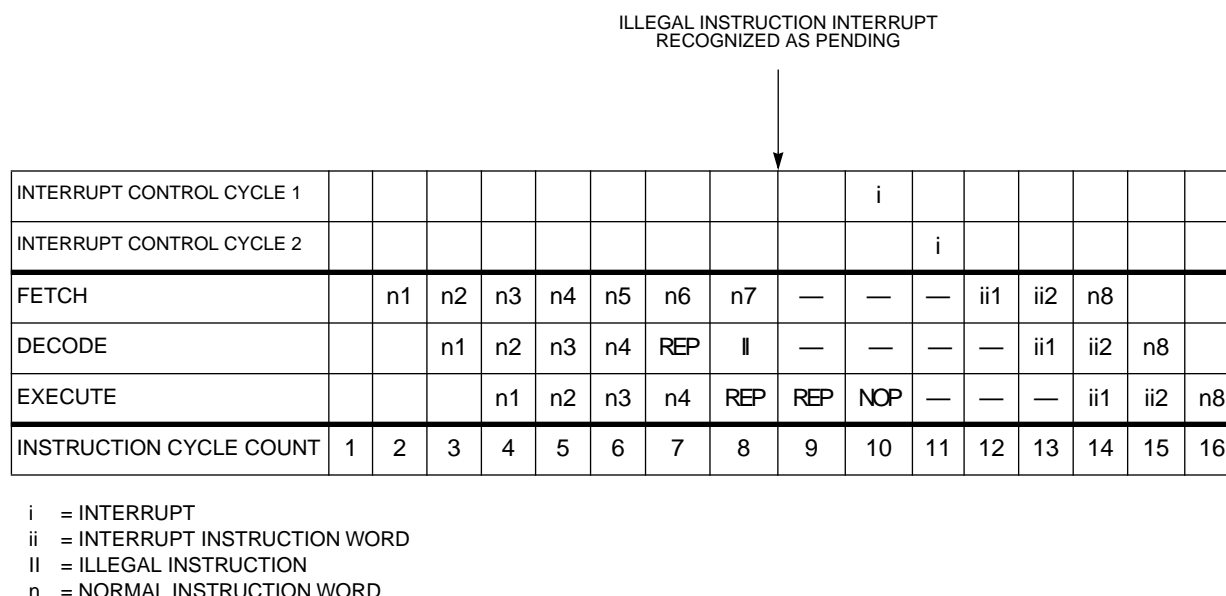 ILLEGAL INSTRUCTION INTERRUPT
RECOGNIZED AS PENDING
INTERRUPT CONTROL CYCLE 1 i
INTERRUPT CONTROL CYCLE 2 i
FETCH n1 n2 n3 n4 n5 n6 n7 — — — ii1 ii2 n8
DECODE n1 n2 n3 n4 REP II — — — — ii1 ii2 n8
EXECUTE n1 n2 n3 n4 REP REP NOP — — — ii1 ii2 n8
INSTRUCTION CYCLE COUNT 1 2 3 4 5 6 7 8 9 10 11 12 13 14 15 16
i = INTERRUPT
ii = INTERRUPT INSTRUCTION WORD
II = ILLEGAL INSTRUCTION
n = NORMAL INSTRUCTION WORD